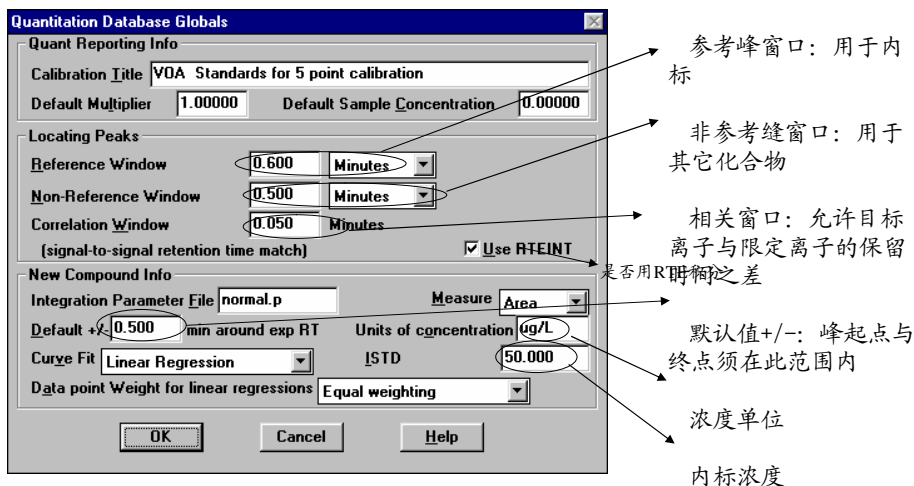 Quantitation Database Globals
Quant Reporting Info
Calibration Title VOA Standards for 5 point calibration
Default Multiplier 1.00000 Default Sample Concentration 0.00000
Locating Peaks
Reference Window 0.600 Minutes
Non-Reference Window 0.500 Minutes
Correlation Window 0.050 Minutes
(signal-to-signal retention time match) Use RTEINT
New Compound Info
Integration Parameter File normal.p Measure Area
Default +/- 0.500 min around exp RT Units of concentration ug/L
Curve Fit Linear Regression ISTD 50.000
Data point Weight for linear regressions Equal weighting
OK Cancel Help
参考峰窗口：用于内
标
非参考缝窗口：用于
其它化合物
相关窗口：允许目标
离子与限定离子的保留
时间之差
是否用RTE积分
默认值+/-：峰起点与
终点须在此范围内
浓度单位
内标浓度